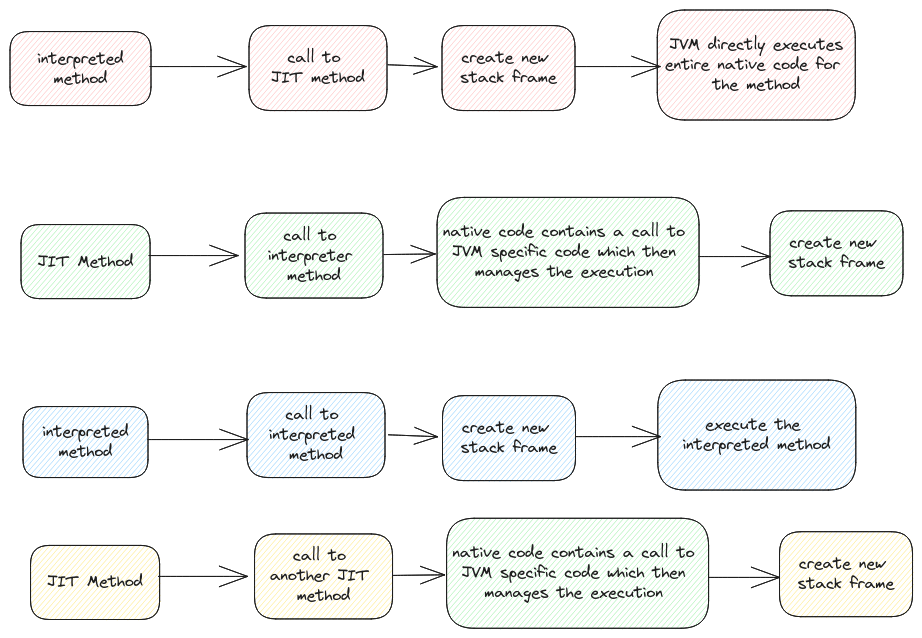 interpreted
method
call to
JIT method
create new
stack frame
JVM directly executes
entire native code for
the method
JIT Method
call to
interpreter
method
native code contains a call to
JVM specific code which then
manages the execution
create new
stack frame
interpreted
method
call to
interpreted
method
create new
stack frame
execute the
interpreted method
JIT Method
call to
another JIT
method
native code contains a call to
JVM specific code which then
manages the execution
create new
stack frame